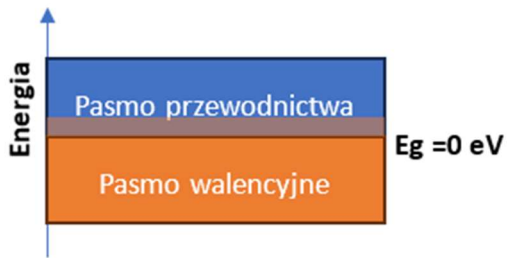 Energia
Pasmo przewodnictwa
Eg =0 eV
Pasmo walencyjne